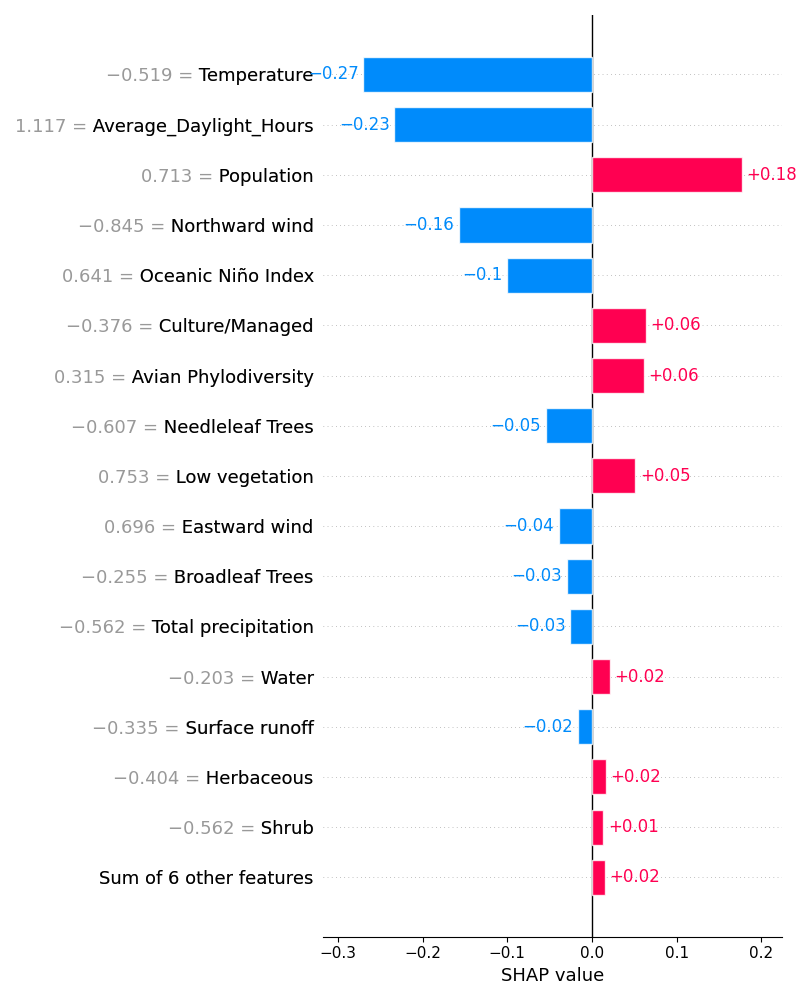 −0.519 = Temperature −0.27
1.117 = Average_Daylight_Hours −0.23
0.713 = Population +0.18
−0.845 = Northward wind −0.16
0.641 = Oceanic Niño Index −0.1
−0.376 = Culture/Managed +0.06
0.315 = Avian Phylodiversity +0.06
−0.607 = Needleleaf Trees −0.05
0.753 = Low vegetation +0.05
0.696 = Eastward wind −0.04
−0.255 = Broadleaf Trees −0.03
−0.562 = Total precipitation −0.03
−0.203 = Water +0.02
−0.335 = Surface runoff −0.02
−0.404 = Herbaceous +0.02
−0.562 = Shrub +0.01
Sum of 6 other features +0.02
−0.3 −0.2 −0.1 0.0 0.1 0.2
SHAP value